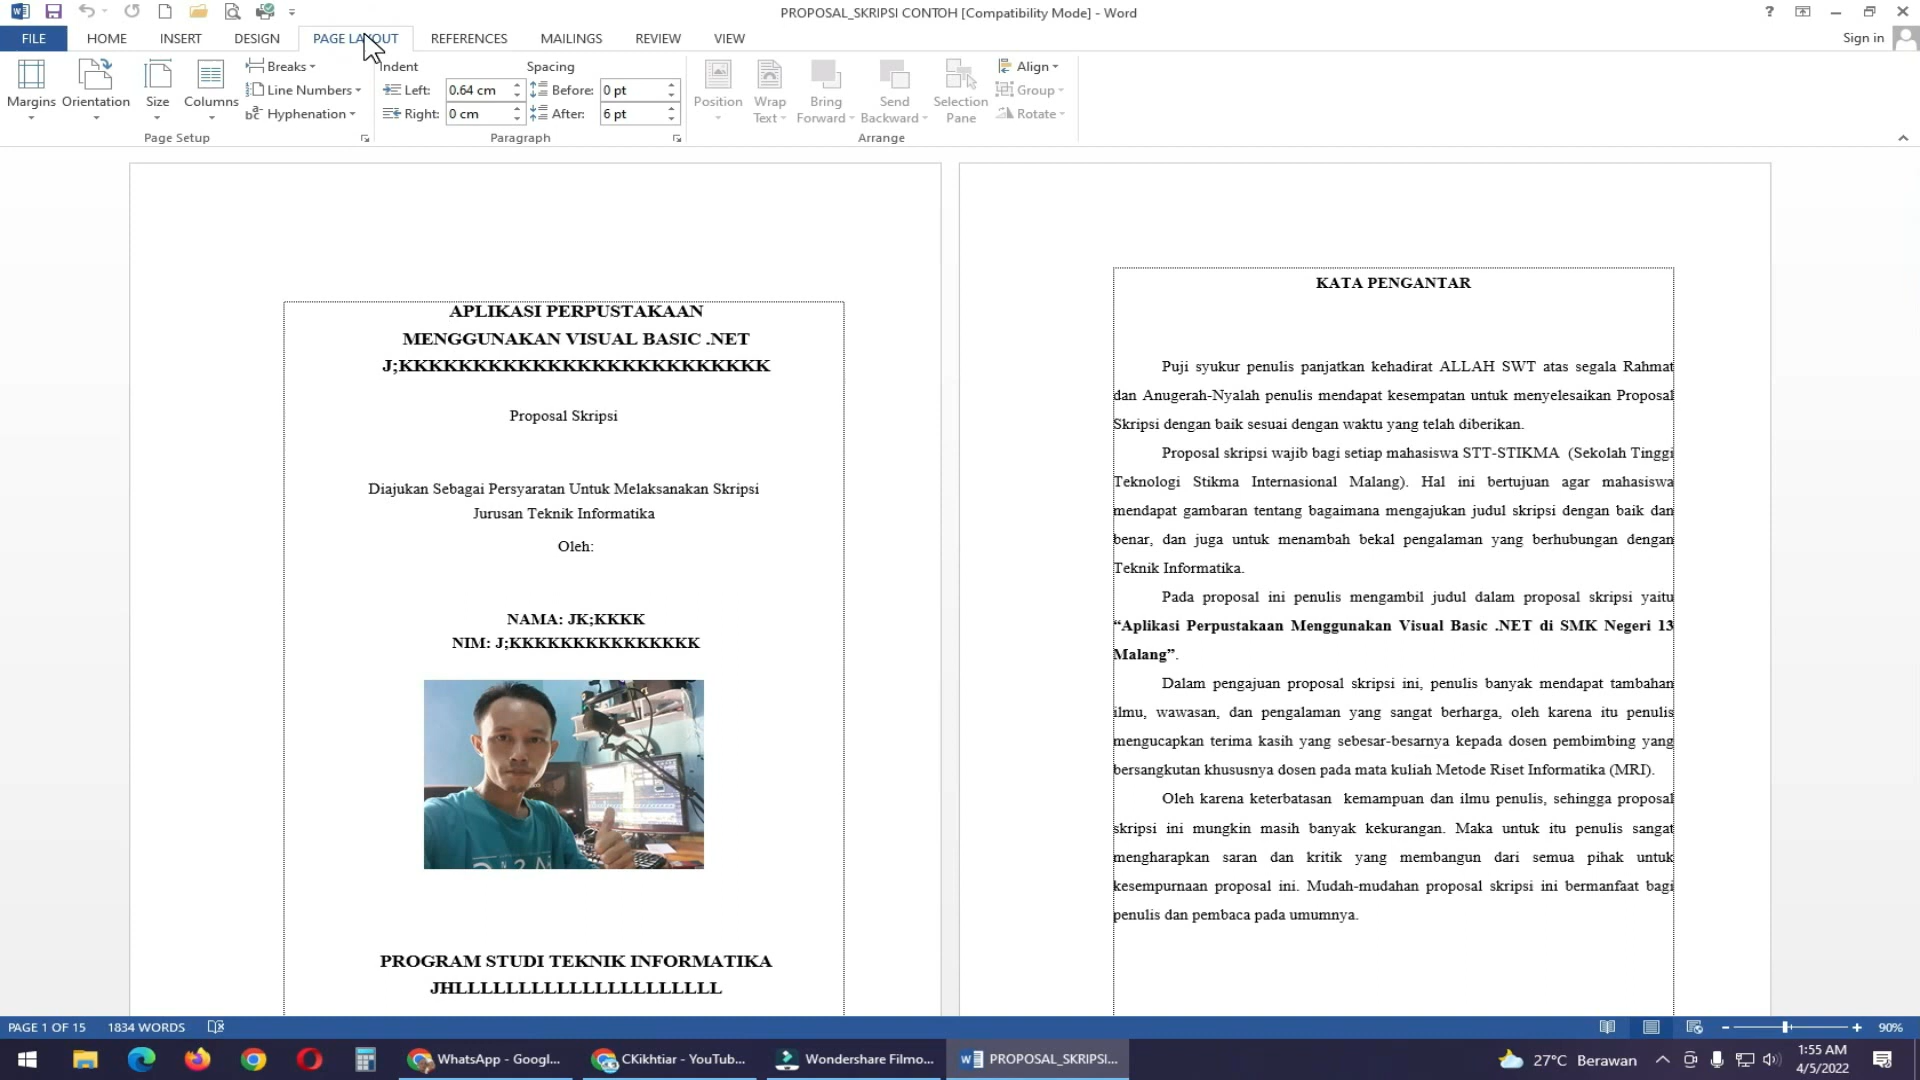 PROPOSAL_SKRIPSI CONTOH [Compatibility Mode] - Word
FILE HOME INSERT DESIGN PAGE LAYOUT REFERENCES MAILINGS REVIEW VIEW Sign in
Margins
Orientation
Size
Columns
Breaks
Line Numbers
Hyphenation
Page Setup
Indent
Left: 0.64 cm
Right: 0 cm
Spacing
Before: 0 pt
After: 6 pt
Paragraph
Position
Wrap Text
Bring Forward
Send Backward
Selection Pane
Align
Group
Rotate
Arrange
APLIKASI PERPUSTAKAAN
MENGGUNAKAN VISUAL BASIC .NET
Proposal Skripsi
Diajukan Sebagai Persyaratan Untuk Melaksanakan Skripsi
Jurusan Teknik Informatika
Oleh:
NAMA: JK;KKKK
NIM: J;KKKKKKKKKKKKKKK
PROGRAM STUDI TEKNIK INFORMATIKA
KATA PENGANTAR
Puji syukur penulis panjatkan kehadirat ALLAH SWT atas segala Rahmat
dan Anugerah-Nyalah penulis mendapat kesempatan untuk menyelesaikan Proposal
Skripsi dengan baik sesuai dengan waktu yang telah diberikan.
Proposal skripsi wajib bagi setiap mahasiswa STT-STIKMA (Sekolah Tinggi
Teknologi Stikma Internasional Malang). Hal ini bertujuan agar mahasiswa
mendapat gambaran tentang bagaimana mengajukan judul skripsi dengan baik dan
benar, dan juga untuk menambah bekal pengalaman yang berhubungan dengan
Teknik Informatika.
Pada proposal ini penulis mengambil judul dalam proposal skripsi yaitu
“Aplikasi Perpustakaan Menggunakan Visual Basic .NET di SMK Negeri 13
Malang”.
Dalam pengajuan proposal skripsi ini, penulis banyak mendapat tambahan
ilmu, wawasan, dan pengalaman yang sangat berharga, oleh karena itu penulis
mengucapkan terima kasih yang sebesar-besarnya kepada dosen pembimbing yang
bersangkutan khususnya dosen pada mata kuliah Metode Riset Informatika (MRI).
Oleh karena keterbatasan kemampuan dan ilmu penulis, sehingga proposal
skripsi ini mungkin masih banyak kekurangan. Maka untuk itu penulis sangat
mengharapkan saran dan kritik yang membangun dari semua pihak untuk
kesempurnaan proposal ini. Mudah-mudahan proposal skripsi ini bermanfaat bagi
penulis dan pembaca pada umumnya.
PAGE 1 OF 15 1834 WORDS 90%
WhatsApp - Googl...
CKikhtiar - YouTub...
Wondershare Filmo...
PROPOSAL_SKRIPSI...
27°C Berawan
1:55 AM
4/5/2022